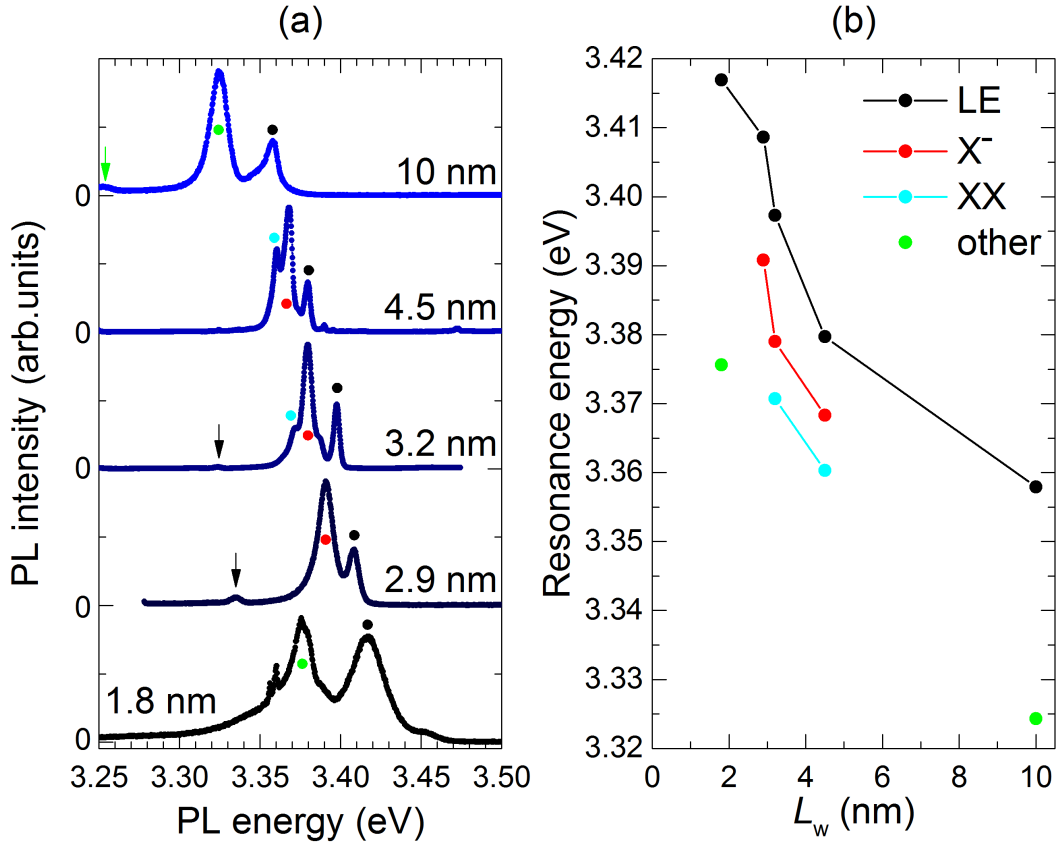 (a)
PL intensity (arb.units)
0
10 nm
0
4.5 nm
0
3.2 nm
0
2.9 nm
0
1.8 nm
3.25 3.30 3.35 3.40 3.45 3.50
PL energy (eV)
(b)
Resonance energy (eV)
3.42
3.41
3.40
3.39
3.38
3.37
3.36
3.35
3.34
3.33
3.32
LE
X⁻
XX
other
0 2 4 6 8 10
Lw (nm)